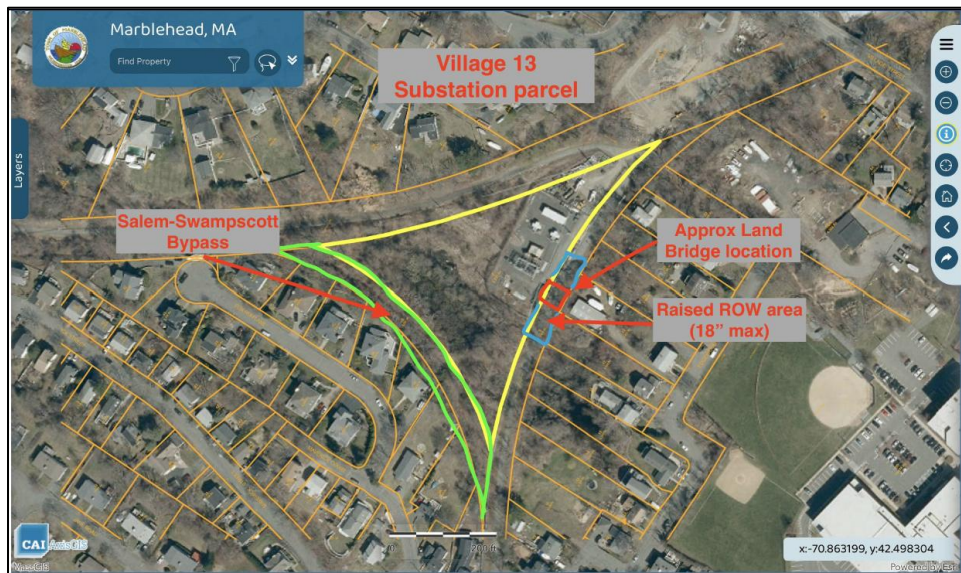 Marblehead, MA
Find Property
Layers
Village 13
Substation parcel
Salem-Swampscott
Bypass
Approx Land
Bridge location
Raised ROW area
(18” max)
200 ft
CAI AxisGIS
MassGIS
x:-70.863199, y:42.498304
Powered by Esri